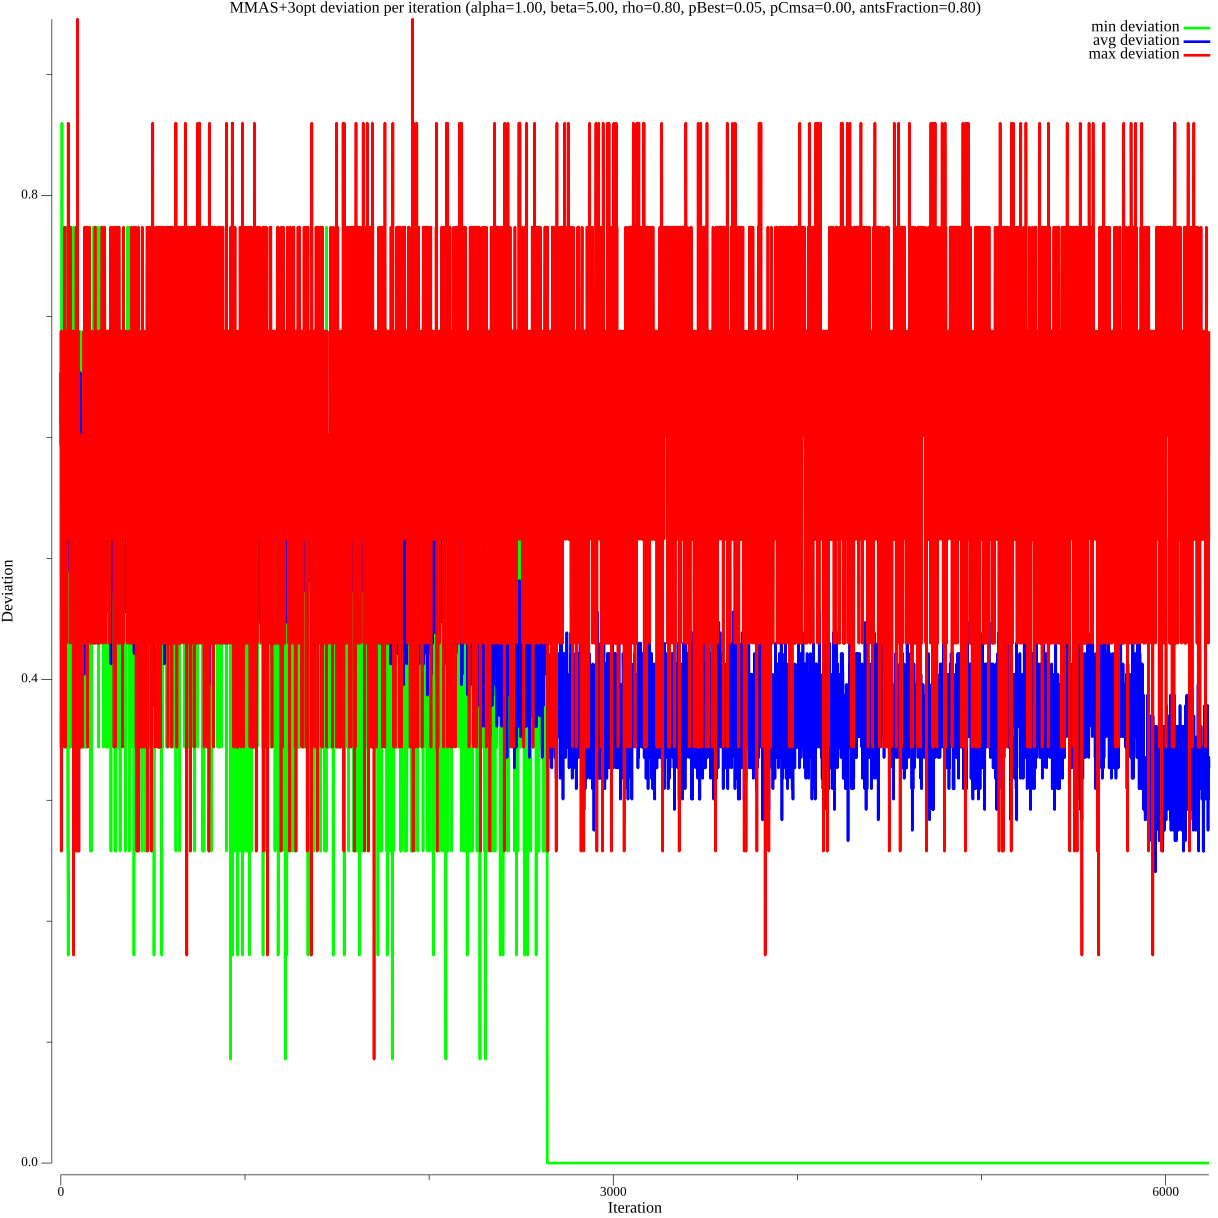 MMAS+3opt deviation per iteration (alpha=1.00, beta=5.00, rho=0.80, pBest=0.05, pCmsa=0.00, antsFraction=0.80)
min deviation
avg deviation
max deviation
0.8
0.4
0.0
Deviation
0 3000 6000
Iteration